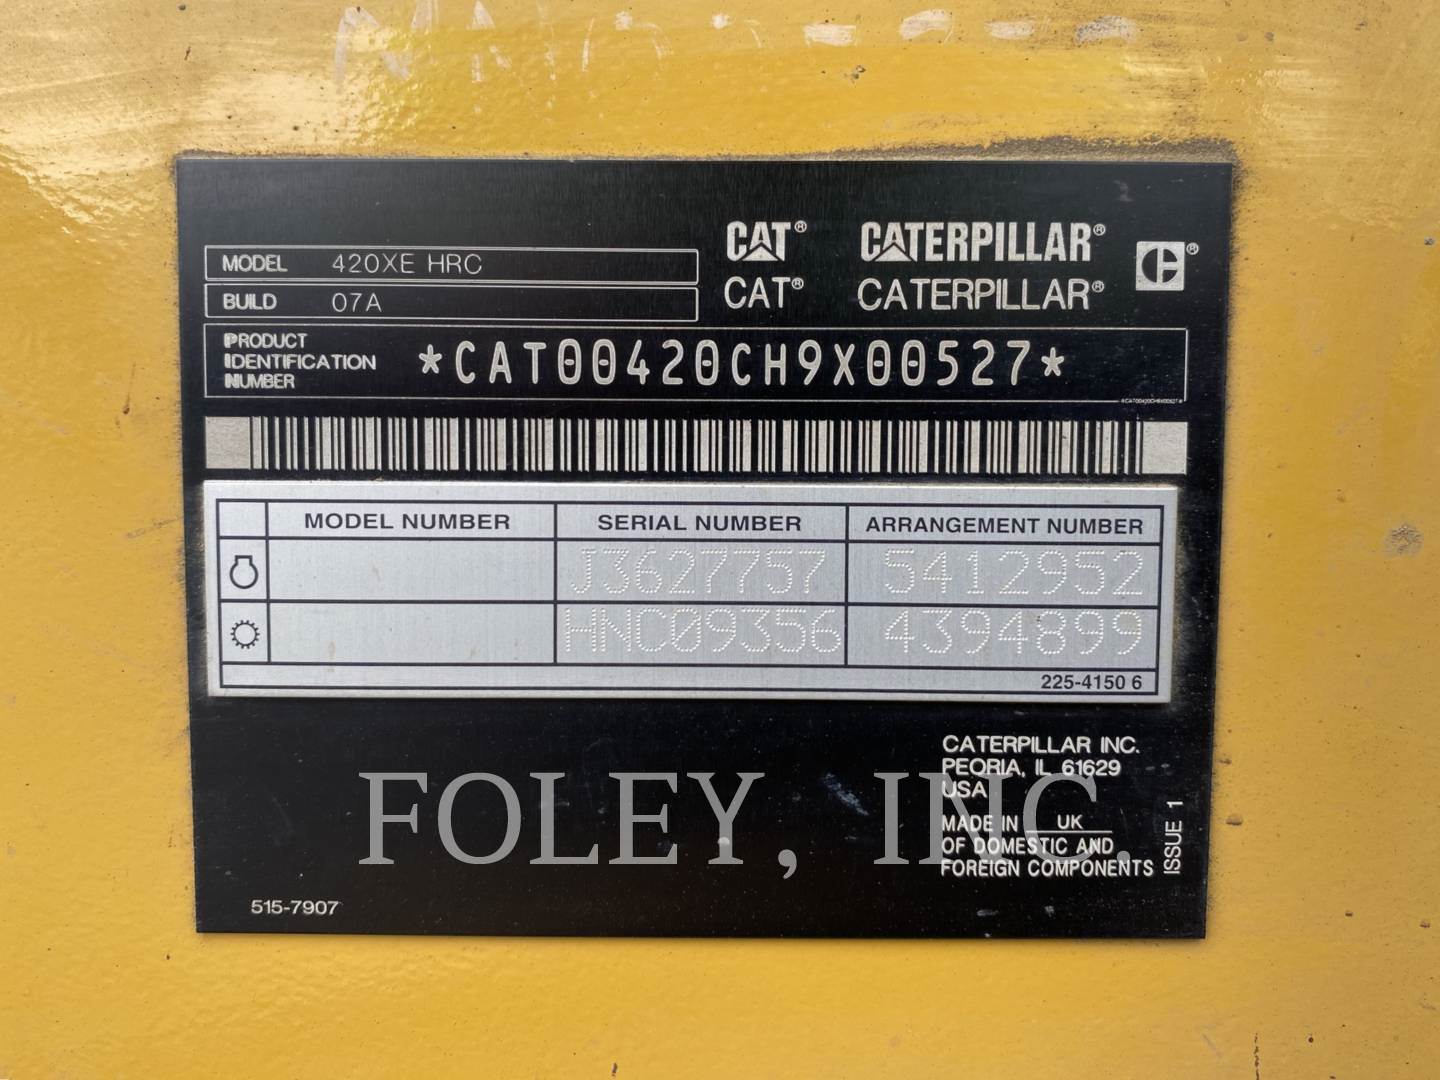 MODEL 420XE HRC
BUILD 07A
CAT® CATERPILLAR®
CAT® CATERPILLAR®
PRODUCT
IDENTIFICATION
NUMBER
*CAT00420CH9X00527*
*CAT00420CH9X00527*
MODEL NUMBER SERIAL NUMBER ARRANGEMENT NUMBER
J3627757 5412952
HNC09356 4394899
225-4150 6
CATERPILLAR INC.
PEORIA, IL 61629
USA
MADE IN UK
OF DOMESTIC AND
FOREIGN COMPONENTS
ISSUE 1
515-7907
FOLEY, INC.